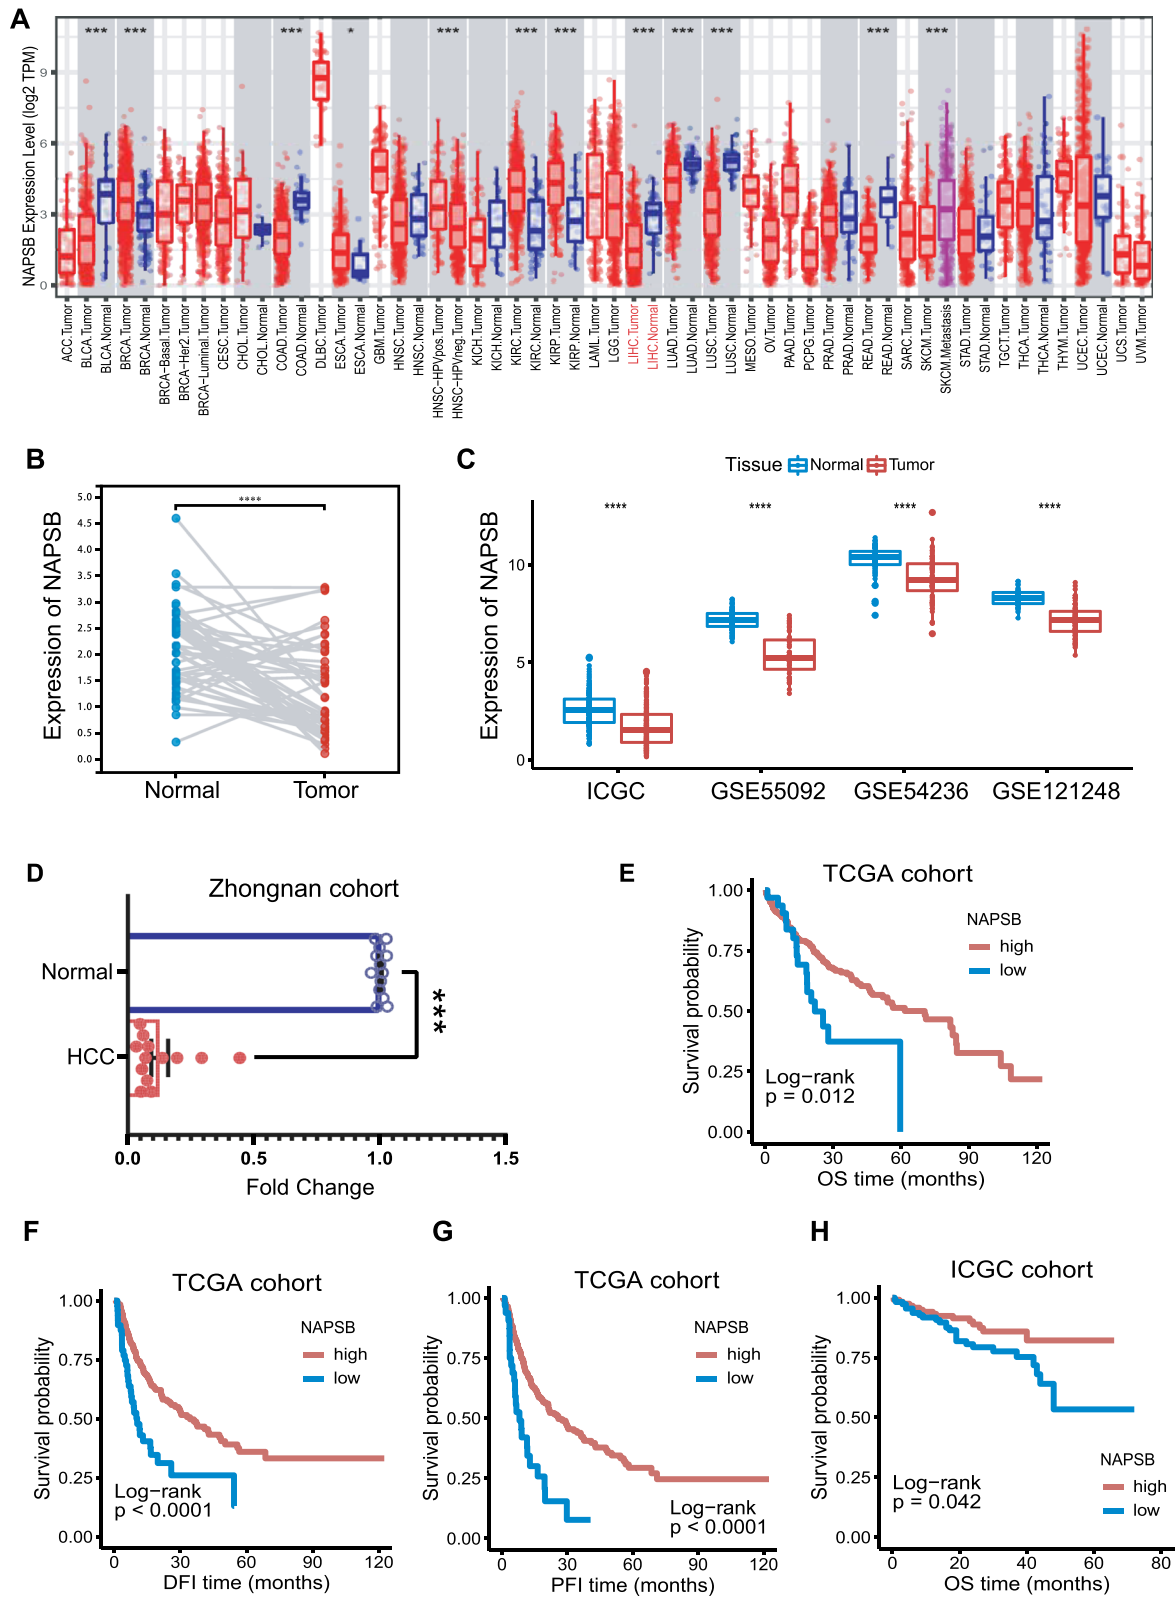 A
NAPSB Expression Level (log2 TPM)
9
6
3
0
*** *** *** * *** *** *** *** *** *** *** ***
ACC.Tumor
BLCA.Tumor
BLCA.Normal
BRCA.Tumor
BRCA.Normal
BRCA-Basal.Tumor
BRCA-Her2.Tumor
BRCA-Luminal.Tumor
CESC.Tumor
CHOL.Tumor
CHOL.Normal
COAD.Tumor
COAD.Normal
DLBC.Tumor
ESCA.Tumor
ESCA.Normal
GBM.Tumor
HNSC.Tumor
HNSC.Normal
HNSC-HPVpos.Tumor
HNSC-HPVneg.Tumor
KICH.Tumor
KICH.Normal
KIRC.Tumor
KIRC.Normal
KIRP.Tumor
KIRP.Normal
LAML.Tumor
LGG.Tumor
LIHC.Tumor
LIHC.Normal
LUAD.Tumor
LUAD.Normal
LUSC.Tumor
LUSC.Normal
MESO.Tumor
OV.Tumor
PAAD.Tumor
PCPG.Tumor
PRAD.Tumor
PRAD.Normal
READ.Tumor
READ.Normal
SARC.Tumor
SKCM.Tumor
SKCM.Metastasis
STAD.Tumor
STAD.Normal
TGCT.Tumor
THCA.Tumor
THCA.Normal
THYM.Tumor
UCEC.Tumor
UCEC.Normal
UCS.Tumor
UVM.Tumor
B
Expression of NAPSB
5.0
4.5
4.0
3.5
3.0
2.5
2.0
1.5
1.0
0.5
0.0
****
Normal Tomor
C
Tissue Normal Tumor
Expression of NAPSB
10
5
0
**** **** **** ****
ICGC GSE55092 GSE54236 GSE121248
D
Zhongnan cohort
Normal
HCC
***
0.0 0.5 1.0 1.5
Fold Change
E
TCGA cohort
Survival probability
1.00
0.75
0.50
0.25
0.00
NAPSB
high
low
Log-rank
p = 0.012
0 30 60 90 120
OS time (months)
F
TCGA cohort
Survival probability
1.00
0.75
0.50
0.25
0.00
NAPSB
high
low
Log-rank
p < 0.0001
0 30 60 90 120
DFI time (months)
G
TCGA cohort
Survival probability
1.00
0.75
0.50
0.25
0.00
NAPSB
high
low
Log-rank
p < 0.0001
0 30 60 90 120
PFI time (months)
H
ICGC cohort
Survival probability
1.00
0.75
0.50
0.25
0.00
Log-rank
p = 0.042
NAPSB
high
low
0 20 40 60 80
OS time (months)